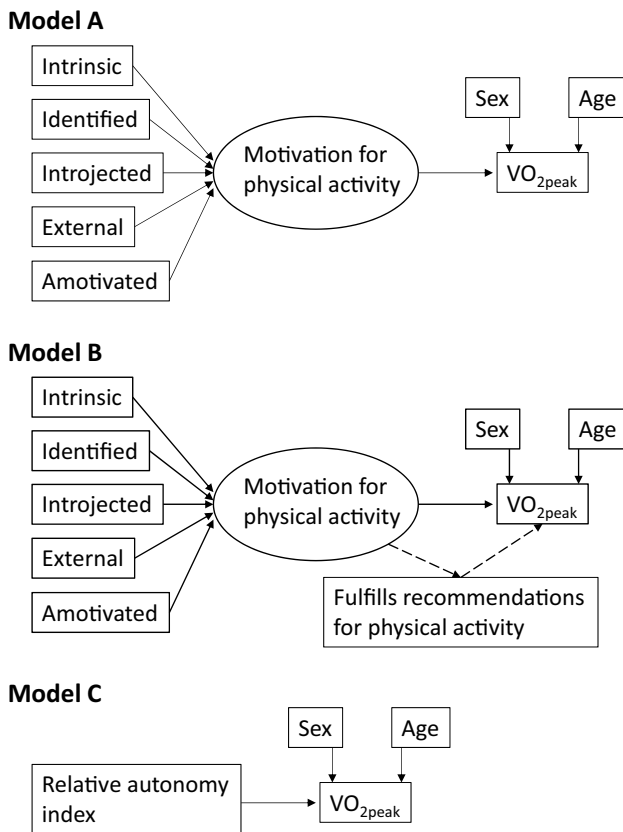 Model A
Intrinsic
Identified
Introjected
External
Amotivated
Motivation for
physical activity
Sex
Age
VO2peak
Model B
Intrinsic
Identified
Introjected
External
Amotivated
Motivation for
physical activity
Sex
Age
VO2peak
Fulfills recommendations
for physical activity
Model C
Relative autonomy
index
Sex
Age
VO2peak